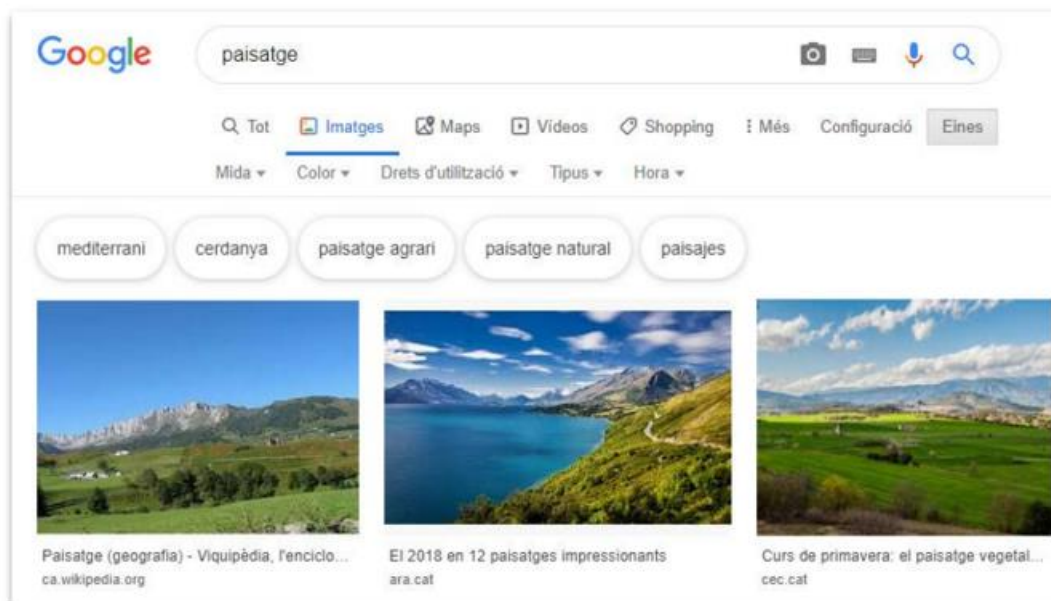 Google
paisatge
Tot Imatges Maps Vídeos Shopping Més Configuració Eines
Mida Color Drets d'utilització Tipus Hora
mediterrani cerdanya paisatge agrari paisatge natural paisajes
Paisatge (geografia) - Viquipèdia, l'enciclo... El 2018 en 12 paisatges impressionants Curs de primavera: el paisatge vegetal...
ca.wikipedia.org ara.cat cec.cat